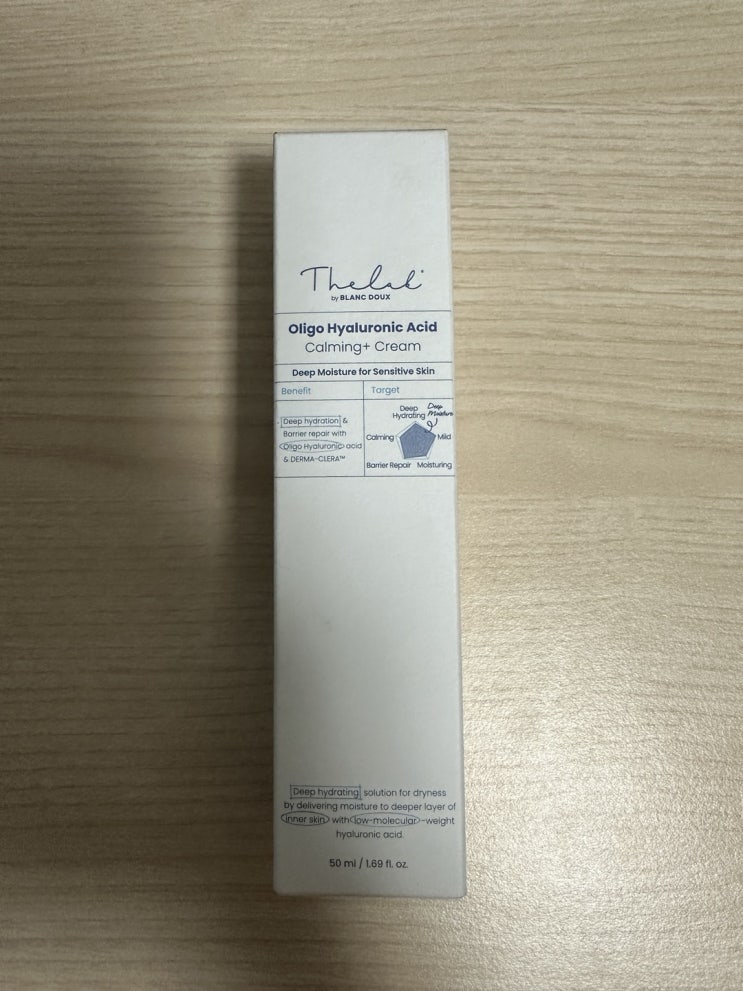 Thelab®
by BLANC DOUX
Oligo Hyaluronic Acid
Calming+ Cream
Deep Moisture for Sensitive Skin
Benefit
Target
Deep hydration &
Barrier repair with
Oligo Hyaluronic acid
& DERMA-CLERA™
Deep
Hydrating
Deep
Moisture
Calming
Mild
Barrier Repair
Moisturing
Deep hydrating solution for dryness
by delivering moisture to deeper layer of
inner skin with low-molecular-weight
hyaluronic acid.
50 ml / 1.69 fl. oz.